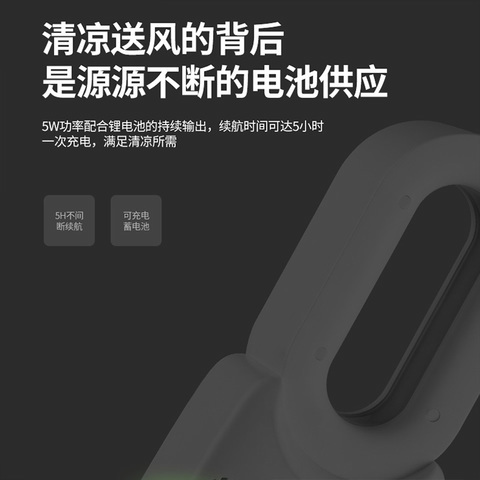 清凉送风的背后
是源源不断的电池供应
5W功率配合锂电池的持续输出，续航时间可达5小时
一次充电，满足清凉所需
5H不间
断续航
可充电
蓄电池